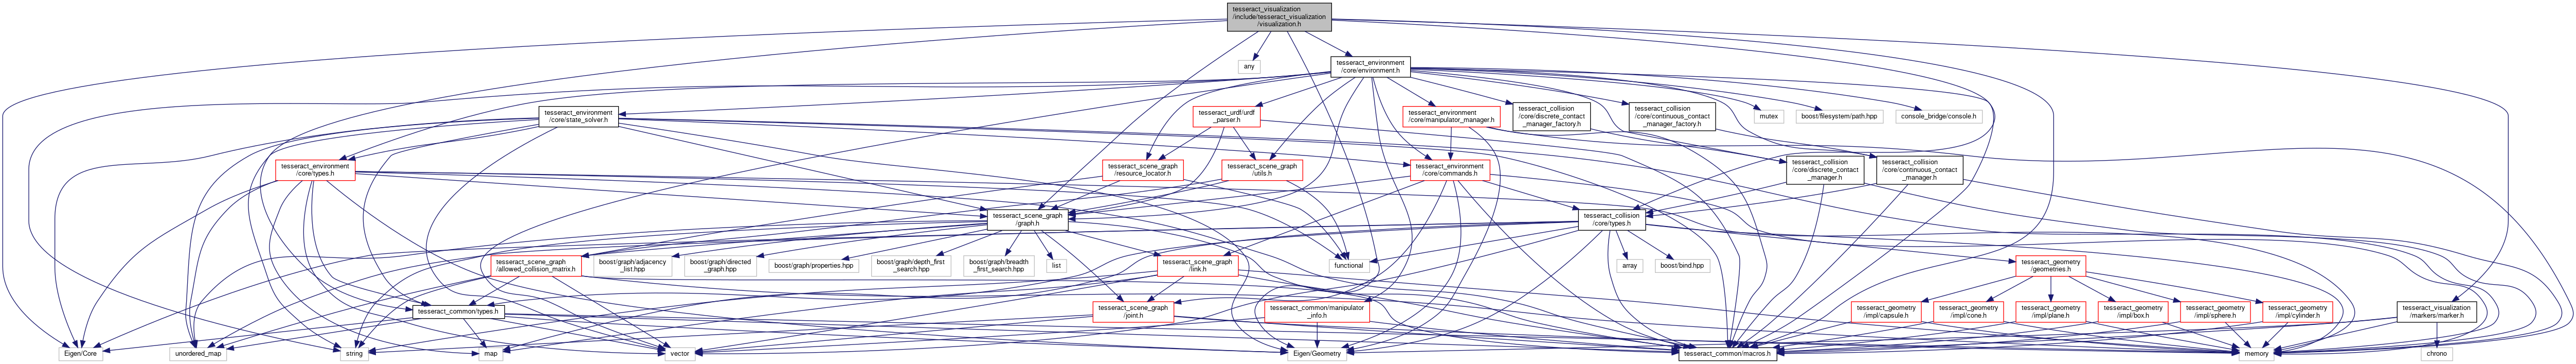 tesseract_visualization
/include/tesseract_visualization
/visualization.h
any
tesseract_environment
/core/environment.h
tesseract_environment
/core/state_solver.h
tesseract_urdf/urdf
_parser.h
tesseract_environment
/core/manipulator_manager.h
tesseract_collision
/core/discrete_contact
_manager_factory.h
tesseract_collision
/core/continuous_contact
_manager_factory.h
mutex
boost/filesystem/path.hpp
console_bridge/console.h
tesseract_environment
/core/types.h
tesseract_scene_graph
/resource_locator.h
tesseract_scene_graph
/utils.h
tesseract_environment
/core/commands.h
tesseract_collision
/core/discrete_contact
_manager.h
tesseract_collision
/core/continuous_contact
_manager.h
tesseract_scene_graph
/graph.h
tesseract_collision
/core/types.h
tesseract_scene_graph
/allowed_collision_matrix.h
boost/graph/adjacency
_list.hpp
boost/graph/directed
_graph.hpp
boost/graph/properties.hpp
boost/graph/depth_first
_search.hpp
boost/graph/breadth
_first_search.hpp
list
tesseract_scene_graph
/link.h
functional
array
boost/bind.hpp
tesseract_geometry
/geometries.h
tesseract_common/types.h
tesseract_scene_graph
/joint.h
tesseract_common/manipulator
_info.h
tesseract_geometry
/impl/capsule.h
tesseract_geometry
/impl/cone.h
tesseract_geometry
/impl/plane.h
tesseract_geometry
/impl/box.h
tesseract_geometry
/impl/sphere.h
tesseract_geometry
/impl/cylinder.h
tesseract_visualization
/markers/marker.h
Eigen/Core
unordered_map
string
map
vector
Eigen/Geometry
tesseract_common/macros.h
memory
chrono